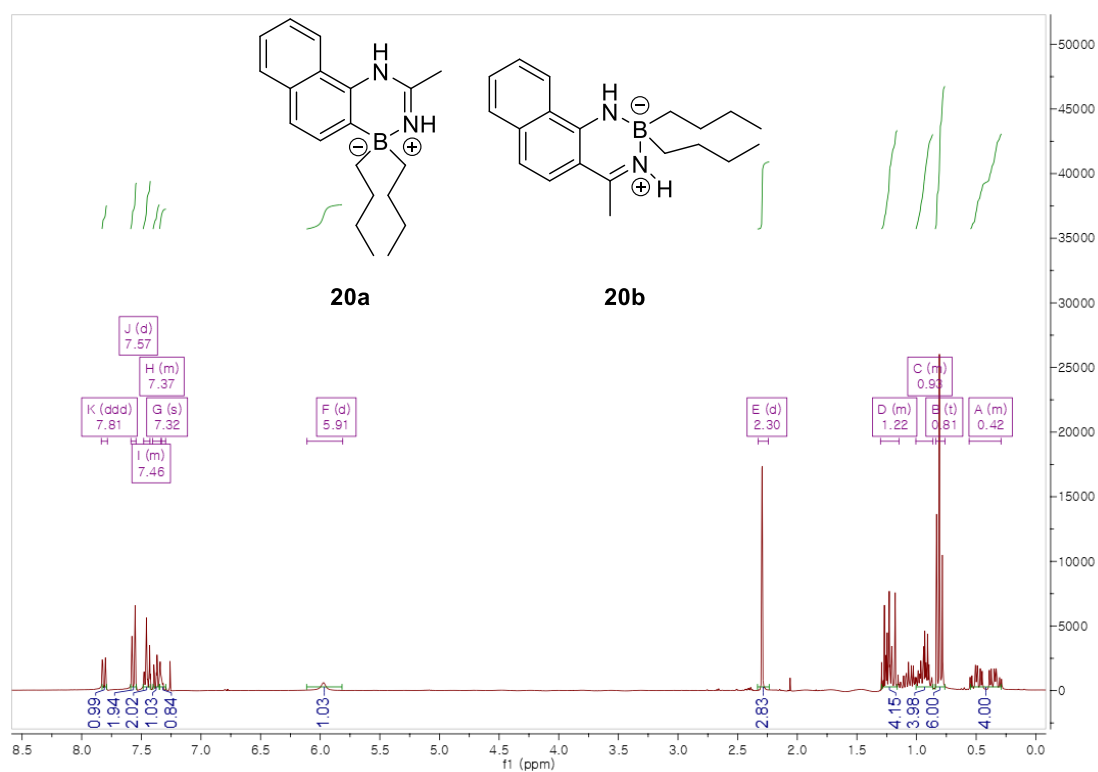 H
N
NH
B
⊖
⊕
20a
H
N
⊖
B
N
⊕
H
20b
J (d)
7.57
H (m)
7.37
K (ddd)
7.81
G (s)
7.32
I (m)
7.46
F (d)
5.91
E (d)
2.30
D (m)
1.22
C (m)
0.93
B (t)
0.81
A (m)
0.42
50000
45000
40000
35000
30000
25000
20000
15000
10000
5000
0
0.99
1.94
2.02
1.03
0.84
1.03
2.83
4.15
3.98
6.00
4.00
8.5 8.0 7.5 7.0 6.5 6.0 5.5 5.0 4.5 4.0 3.5 3.0 2.5 2.0 1.5 1.0 0.5 0.0
f1 (ppm)